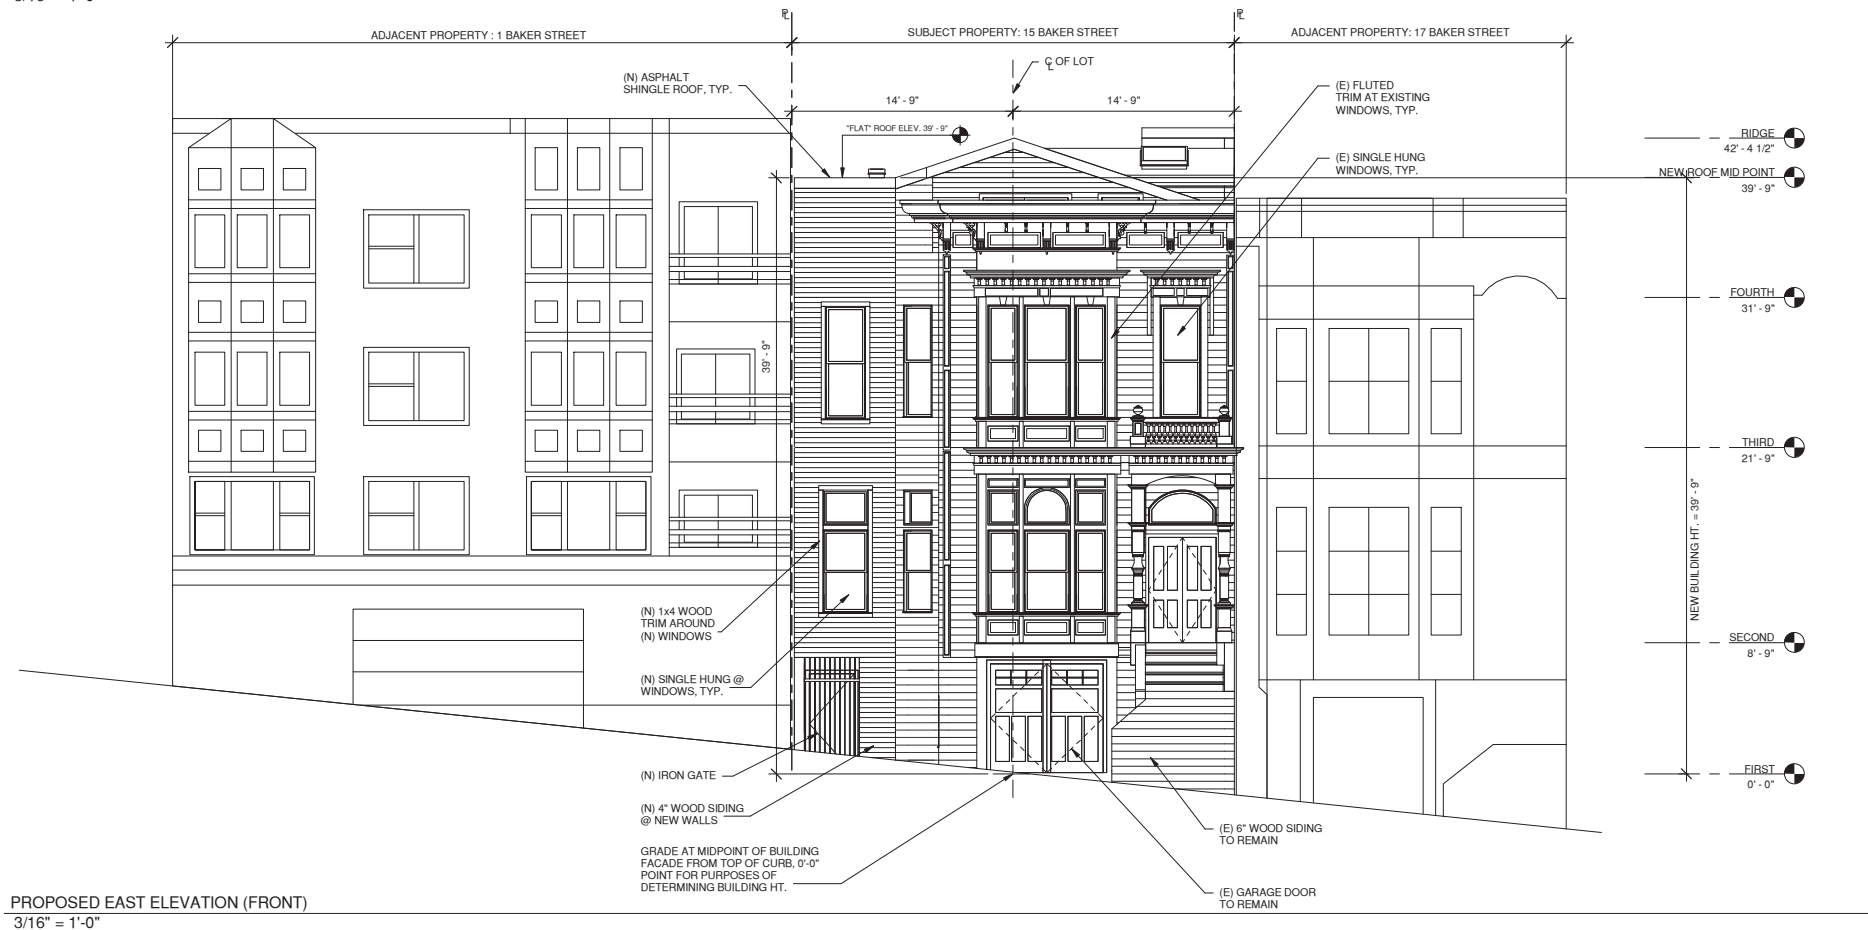 ADJACENT PROPERTY : 1 BAKER STREET
SUBJECT PROPERTY: 15 BAKER STREET
ADJACENT PROPERTY: 17 BAKER STREET
(N) ASPHALT
SHINGLE ROOF, TYP.
℄ OF LOT
14' - 9"
14' - 9"
(E) FLUTED
TRIM AT EXISTING
WINDOWS, TYP.
"FLAT" ROOF ELEV. 39' - 9"
(E) SINGLE HUNG
WINDOWS, TYP.
RIDGE
42' - 4 1/2"
NEW ROOF MID POINT
39' - 9"
FOURTH
31' - 9"
39' - 9"
THIRD
21' - 9"
NEW BUILDING HT. = 39' - 9"
(N) 1x4 WOOD
TRIM AROUND
(N) WINDOWS
SECOND
8' - 9"
(N) SINGLE HUNG @
WINDOWS, TYP.
(N) IRON GATE
FIRST
0' - 0"
(N) 4" WOOD SIDING
@ NEW WALLS
(E) 6" WOOD SIDING
TO REMAIN
GRADE AT MIDPOINT OF BUILDING
FACADE FROM TOP OF CURB, 0'-0"
POINT FOR PURPOSES OF
DETERMINING BUILDING HT.
(E) GARAGE DOOR
TO REMAIN
PROPOSED EAST ELEVATION (FRONT)
3/16" = 1'-0"